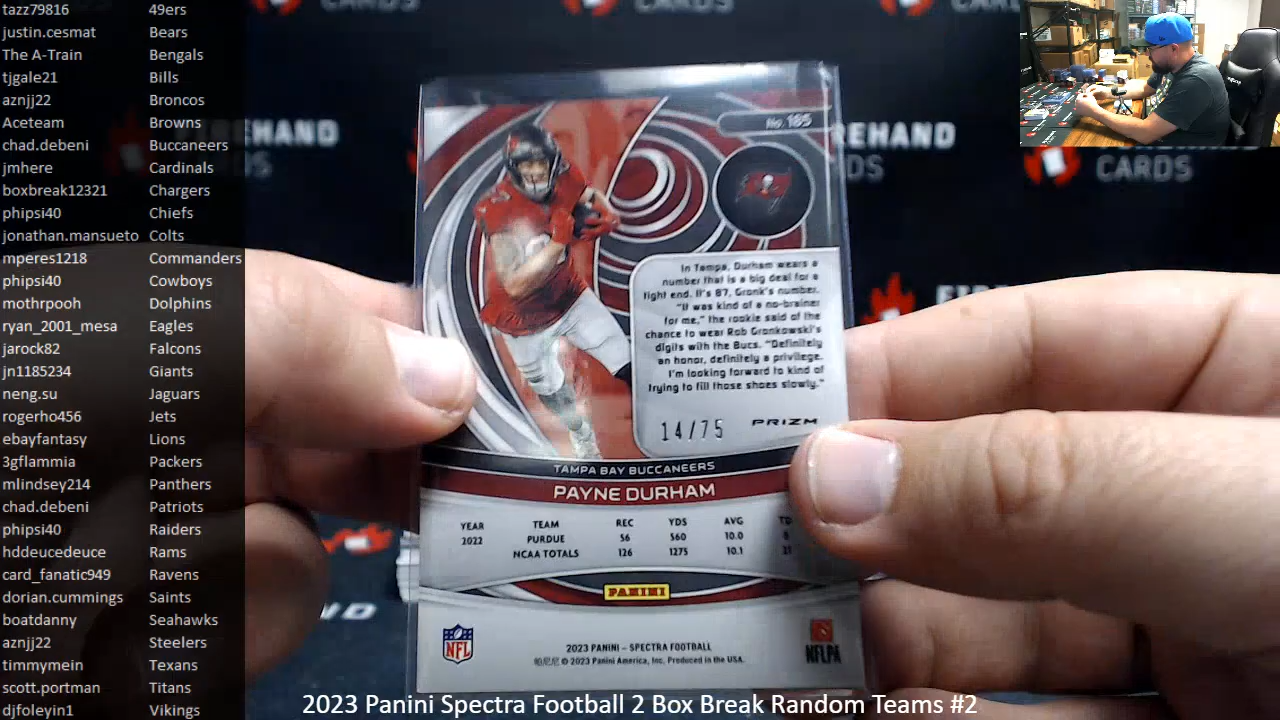 tazz79816 49ers
justin.cesmat Bears
The A-Train Bengals
tjgale21 Bills
aznjj22 Broncos
Aceteam Browns
chad.debeni Buccaneers
jmhere Cardinals
boxbreak12321 Chargers
phipsi40 Chiefs
jonathan.mansueto Colts
mperes1218 Commanders
phipsi40 Cowboys
mothrpooh Dolphins
ryan_2001_mesa Eagles
jarock82 Falcons
jn1185234 Giants
neng.su Jaguars
rogerho456 Jets
ebayfantasy Lions
3gflammia Packers
mlindsey214 Panthers
chad.debeni Patriots
phipsi40 Raiders
hddeucedeuce Rams
card_fanatic949 Ravens
dorian.cummings Saints
boatdanny Seahawks
aznjj22 Steelers
timmymein Texans
scott.portman Titans
djfoleyin1 Vikings
No. 185
In Tampa, Durham wears a
number that is a big deal for a
tight end. It's 87, Gronk's number.
"It was kind of a no-brainer
for me," the rookie said of the
chance to wear Rob Gronkowski's
digits with the Bucs. "Definitely
an honor, definitely a privilege.
I'm looking forward to kind of
trying to fill those shoes slowly."
14/75 PRIZM
TAMPA BAY BUCCANEERS
PAYNE DURHAM
YEAR TEAM REC YDS AVG
2022 PURDUE 56 560 10.0 8
NCAA TOTALS 126 1275 10.1 21
PANINI
NFL
NFLPA
2023 PANINI – SPECTRA FOOTBALL
© 2023 Panini America, Inc. Produced in the USA.
CARDS
CARDS
2023 Panini Spectra Football 2 Box Break Random Teams #2